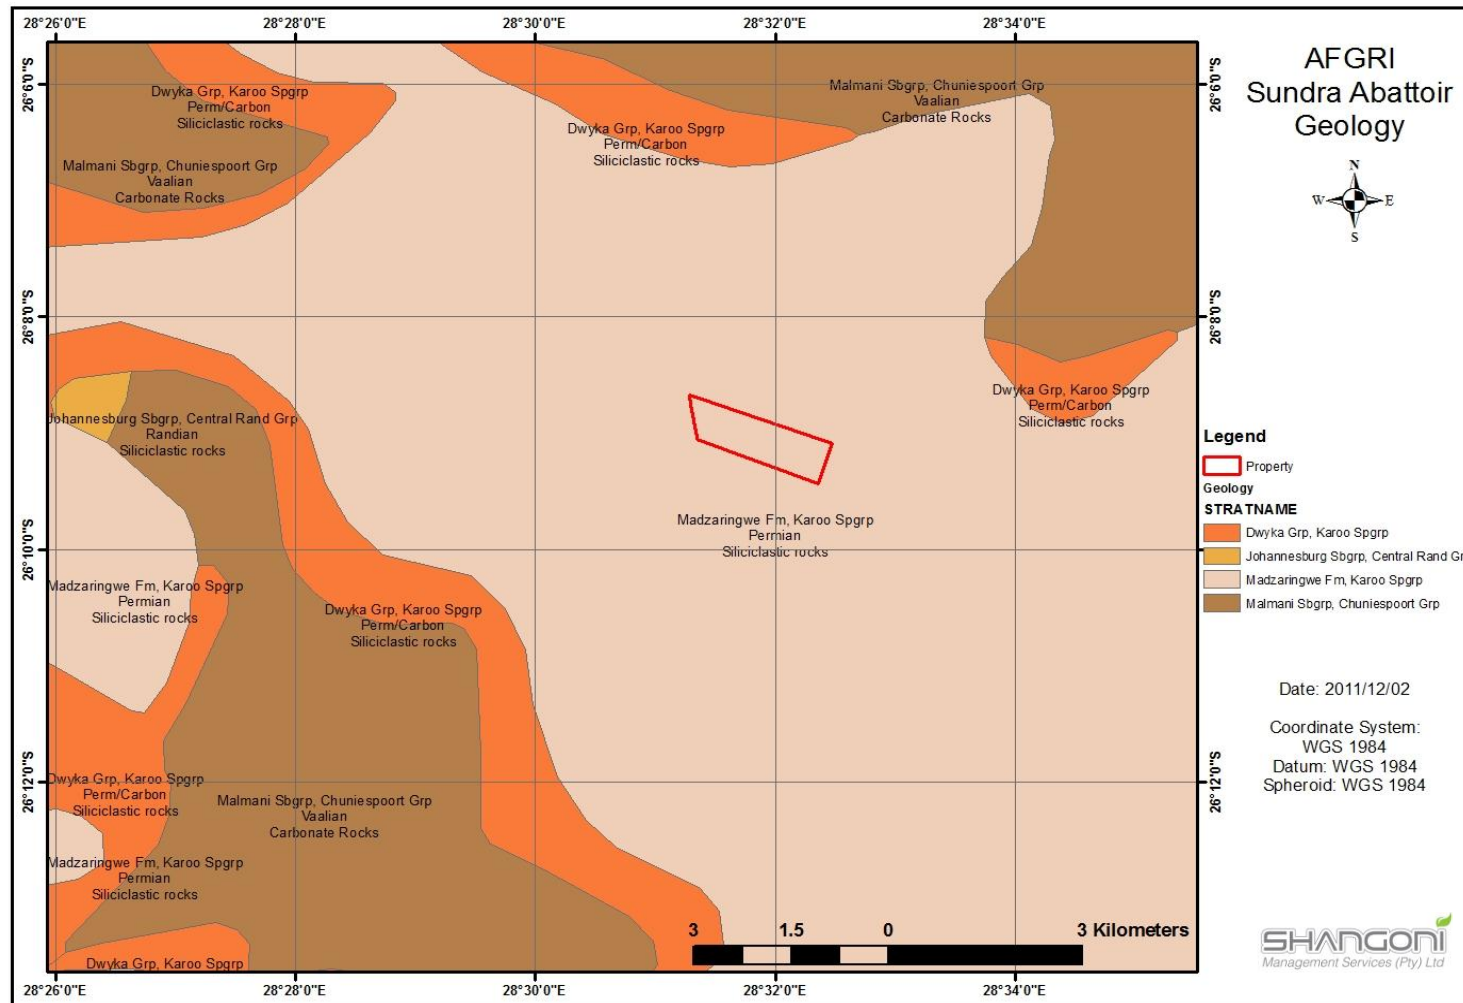 28°26'0"E
28°28'0"E
28°30'0"E
28°32'0"E
28°34'0"E
26°6'0"S
26°8'0"S
26°10'0"S
26°12'0"S
26°6'0"S
26°8'0"S
26°10'0"S
26°12'0"S
28°26'0"E
28°28'0"E
28°30'0"E
28°32'0"E
28°34'0"E
Dwyka Grp, Karoo Spgrp
Perm/Carbon
Siliciclastic rocks
Malmani Sbgrp, Chuniespoort Grp
Vaalian
Carbonate Rocks
Dwyka Grp, Karoo Spgrp
Perm/Carbon
Siliciclastic rocks
Malmani Sbgrp, Chuniespoort Grp
Vaalian
Carbonate Rocks
Johannesburg Sbgrp, Central Rand Grp
Randian
Siliciclastic rocks
Dwyka Grp, Karoo Spgrp
Perm/Carbon
Siliciclastic rocks
Madzaringwe Fm, Karoo Spgrp
Permian
Siliciclastic rocks
Madzaringwe Fm, Karoo Spgrp
Permian
Siliciclastic rocks
Dwyka Grp, Karoo Spgrp
Perm/Carbon
Siliciclastic rocks
Dwyka Grp, Karoo Spgrp
Perm/Carbon
Siliciclastic rocks
Malmani Sbgrp, Chuniespoort Grp
Vaalian
Carbonate Rocks
Madzaringwe Fm, Karoo Spgrp
Permian
Siliciclastic rocks
Dwyka Grp, Karoo Spgrp
3 1.5 0 3 Kilometers
AFGRI
Sundra Abattoir
Geology
N
W E
S
Legend
Property
Geology
STRATNAME
Dwyka Grp, Karoo Spgrp
Johannesburg Sbgrp, Central Rand Gr
Madzaringwe Fm, Karoo Spgrp
Malmani Sbgrp, Chuniespoort Grp
Date: 2011/12/02
Coordinate System:
WGS 1984
Datum: WGS 1984
Spheroid: WGS 1984
SHANGONI
Management Services (Pty) Ltd